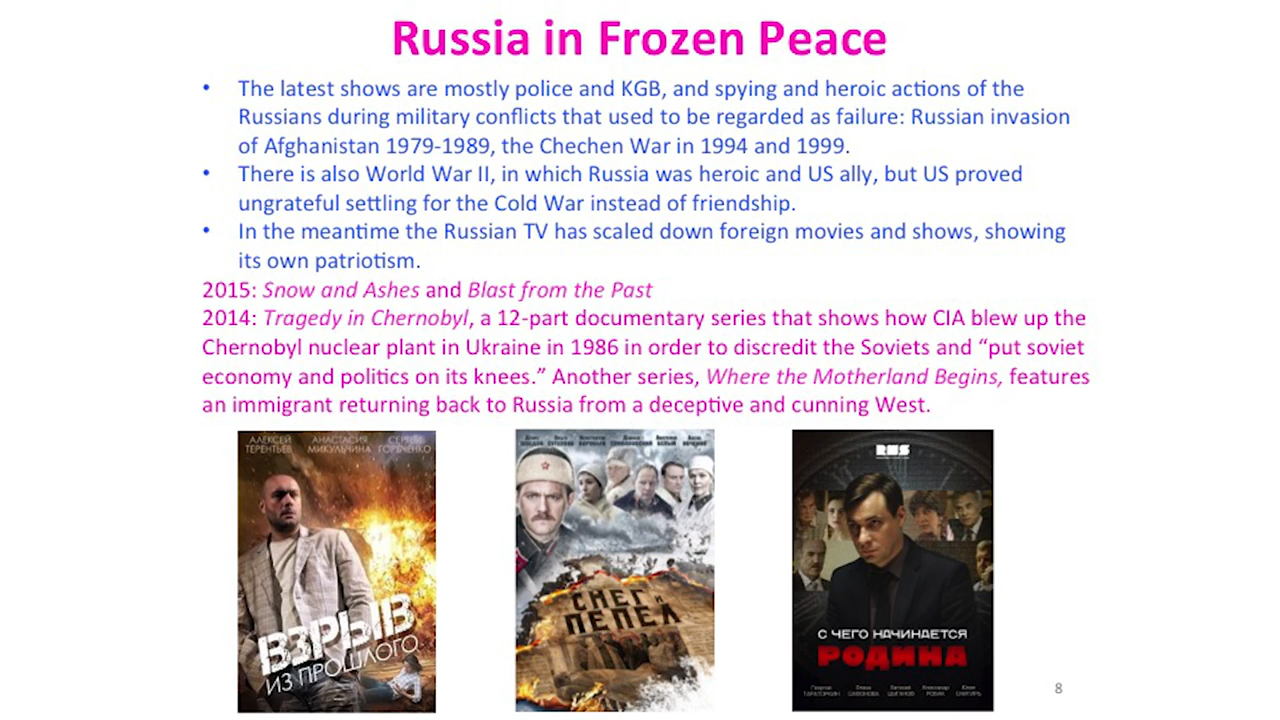 Russia in Frozen Peace
• The latest shows are mostly police and KGB, and spying and heroic actions of the
Russians during military conflicts that used to be regarded as failure: Russian invasion
of Afghanistan 1979-1989, the Chechen War in 1994 and 1999.
• There is also World War II, in which Russia was heroic and US ally, but US proved
ungrateful settling for the Cold War instead of friendship.
• In the meantime the Russian TV has scaled down foreign movies and shows, showing
its own patriotism.
2015: Snow and Ashes and Blast from the Past
2014: Tragedy in Chernobyl, a 12-part documentary series that shows how CIA blew up the
Chernobyl nuclear plant in Ukraine in 1986 in order to discredit the Soviets and “put soviet
economy and politics on its knees.” Another series, Where the Motherland Begins, features
an immigrant returning back to Russia from a deceptive and cunning West.
АЛЕКСЕЙ АНАСТАСИЯ СЕРГЕЙ
ТЕРЕНТЬЕВ МИКУЛЬЧИНА ГОРОБЧЕНКО
ВЗРЫВ
ИЗ ПРОШЛОГО
СНЕГ и
ПЕПЕЛ
С ЧЕГО НАЧИНАЕТСЯ
РОДИНА
8